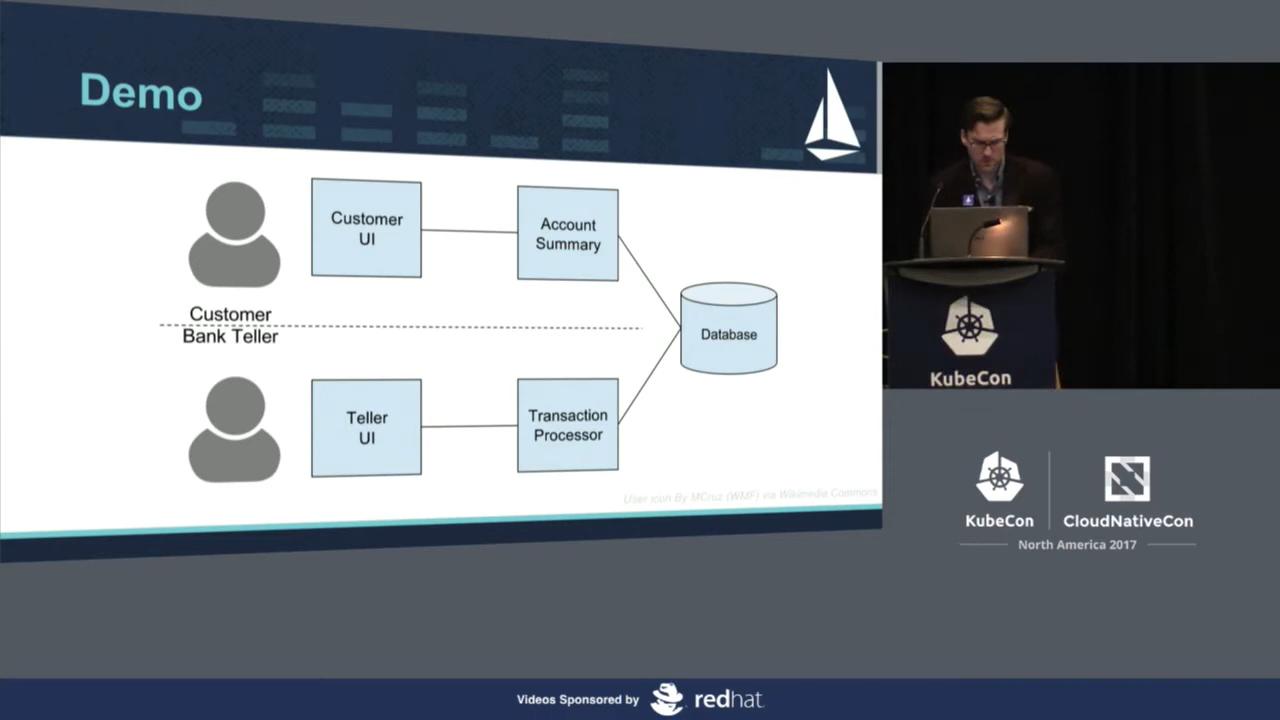 Demo
Customer
UI
Account
Summary
Customer
Bank Teller
Database
Teller
UI
Transaction
Processor
User icon By MCruz (WMF) via Wikimedia Commons
KubeCon
KubeCon
CloudNativeCon
North America 2017
Videos Sponsored by
redhat